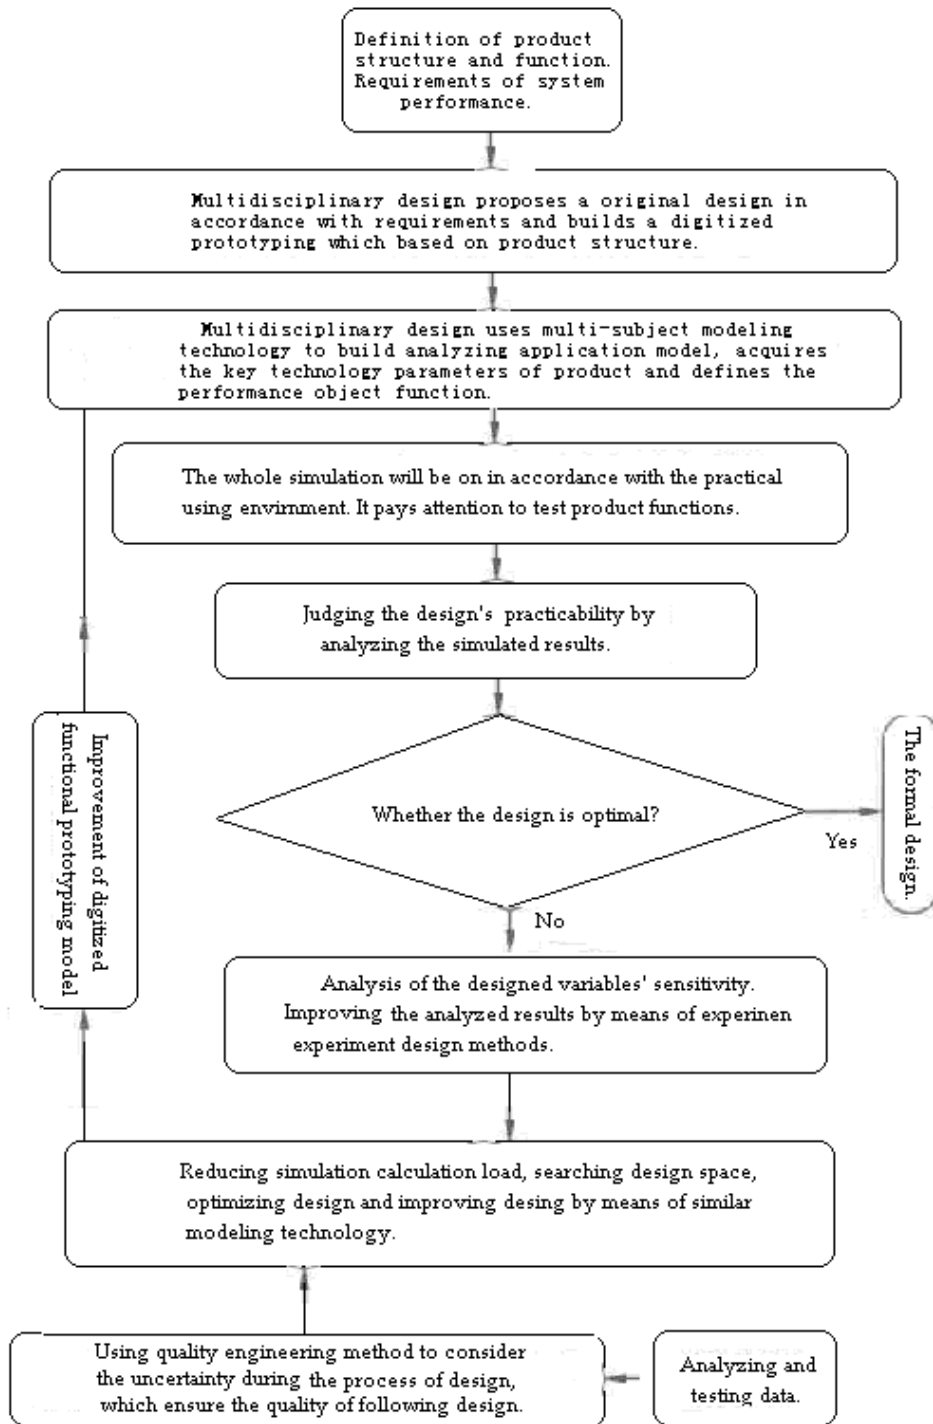 Definition of product
structure and function.
Requirements of system
performance.
Multidisciplinary design proposes a original design in
accordance with requirements and builds a digitized
prototyping which based on product structure.
Multidisciplinary design uses multi-subject modeling
technology to build analyzing application model, acquires
the key technology parameters of product and defines the
performance object function.
The whole simulation will be on in accordance with the practical
using envirnment. It pays attention to test product functions.
Judging the design's practicability by
analyzing the simulated results.
Whether the design is optimal?
Yes
The formal design.
No
Improvement of digitized
functional prototyping model
Analysis of the designed variables' sensitivity.
Improving the analyzed results by means of experinen
experiment design methods.
Reducing simulation calculation load, searching design space,
optimizing design and improving desing by means of similar
modeling technology.
Using quality engineering method to consider
the uncertainty during the process of design,
which ensure the quality of following design.
Analyzing and
testing data.